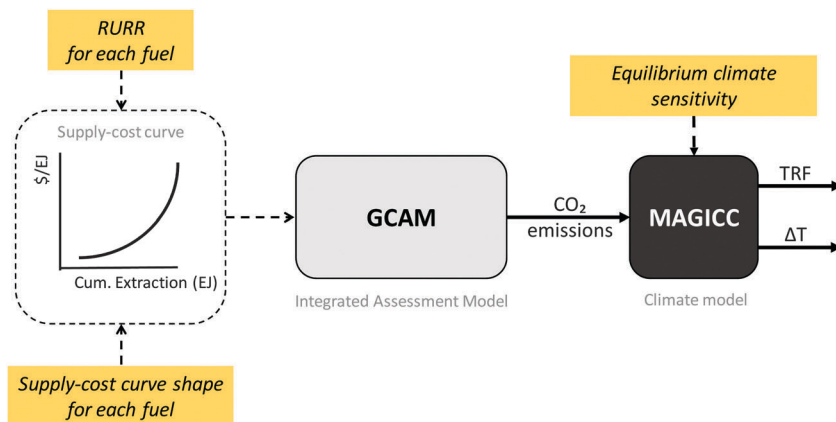 RURR
for each fuel
Supply-cost curve
$/EJ
Cum. Extraction (EJ)
Supply-cost curve shape
for each fuel
GCAM
Integrated Assessment Model
CO₂
emissions
Equilibrium climate
sensitivity
MAGICC
Climate model
TRF
ΔT